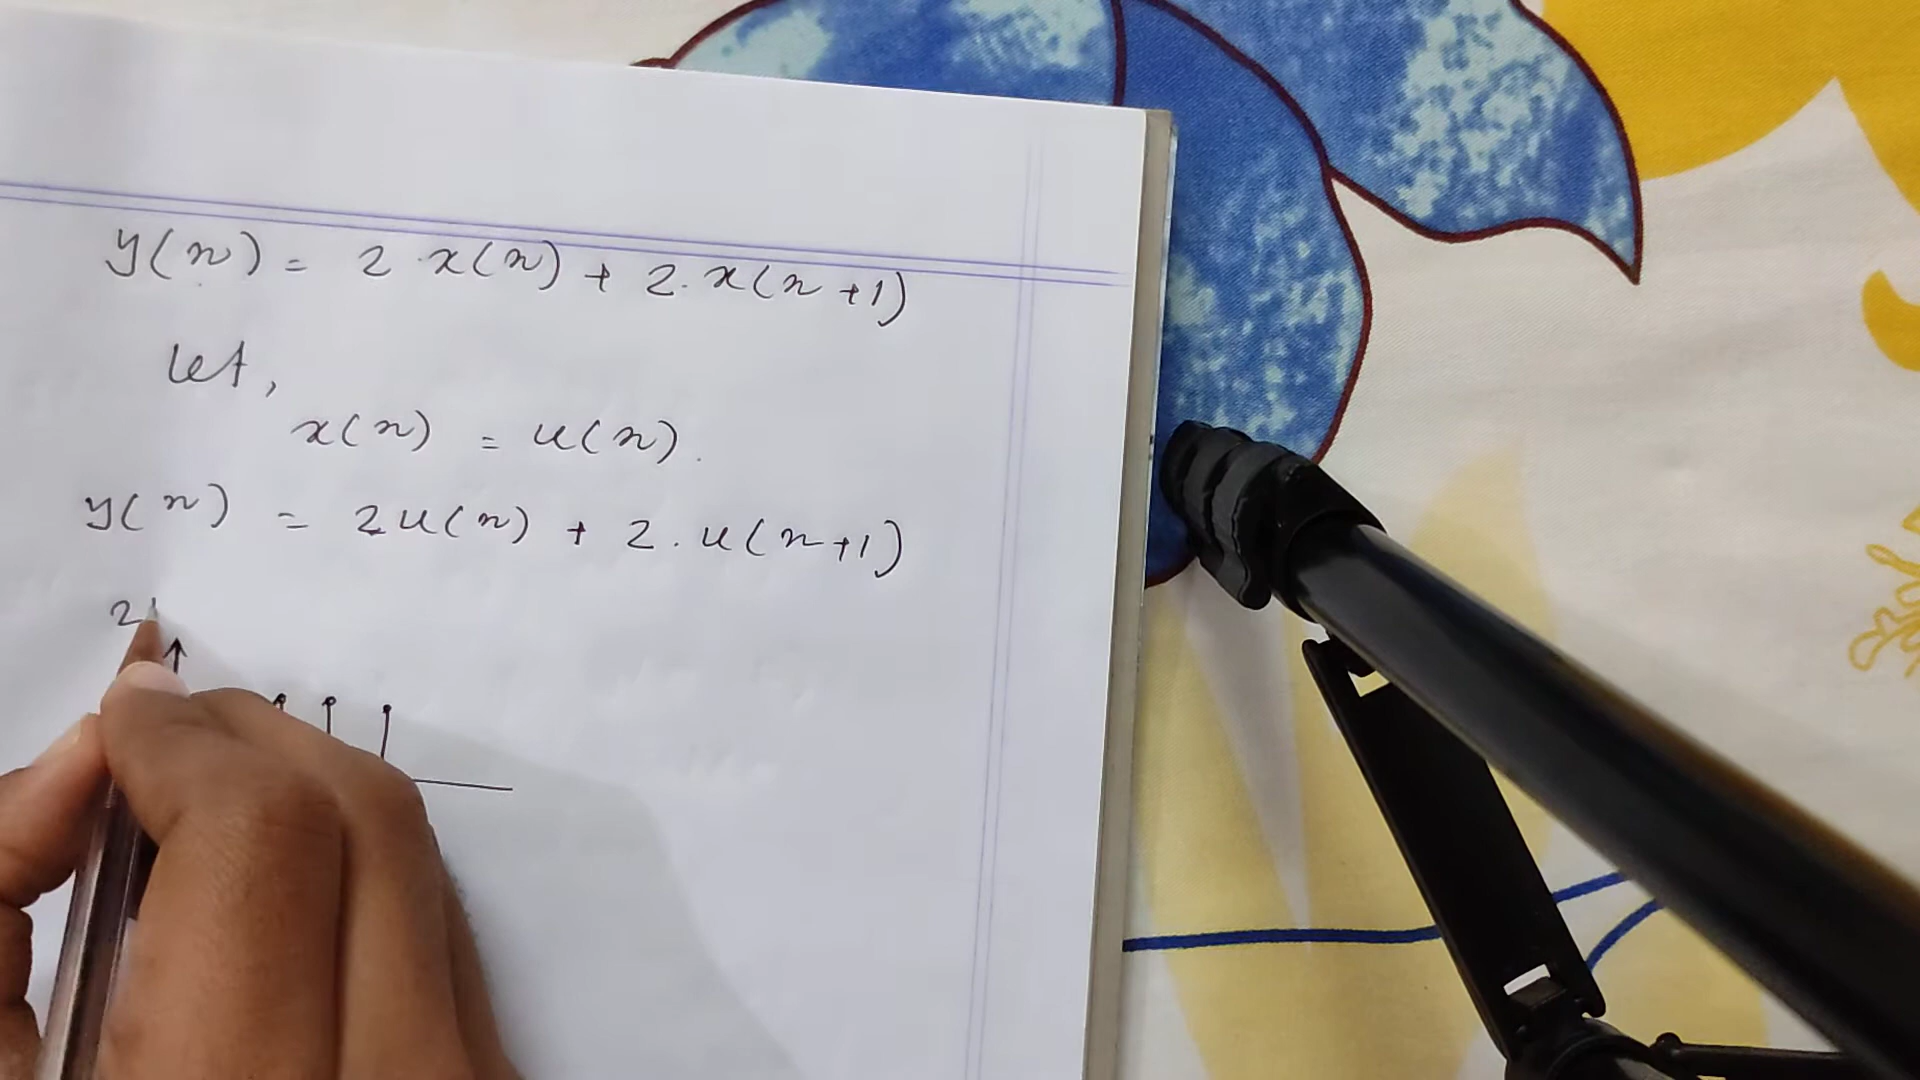 y(n) = 2 · x(n) + 2 · x(n+1)
let,
x(n) = u(n).
y(n) = 2u(n) + 2 . u(n+1)
2